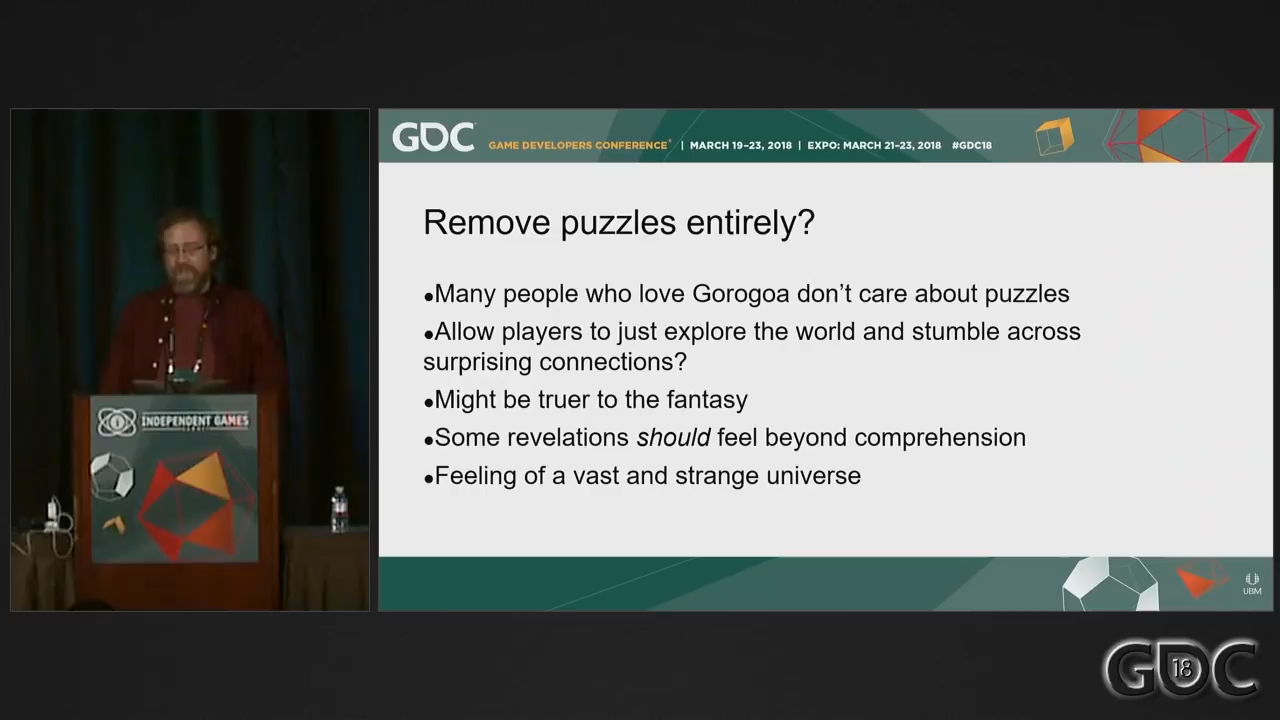 GDC
GAME DEVELOPERS CONFERENCE® | MARCH 19–23, 2018 | EXPO: MARCH 21–23, 2018 #GDC18
Remove puzzles entirely?
●Many people who love Gorogoa don’t care about puzzles
●Allow players to just explore the world and stumble across
surprising connections?
●Might be truer to the fantasy
●Some revelations should feel beyond comprehension
●Feeling of a vast and strange universe
INDEPENDENT GAMES
SUMMIT
UBM
GDC
18